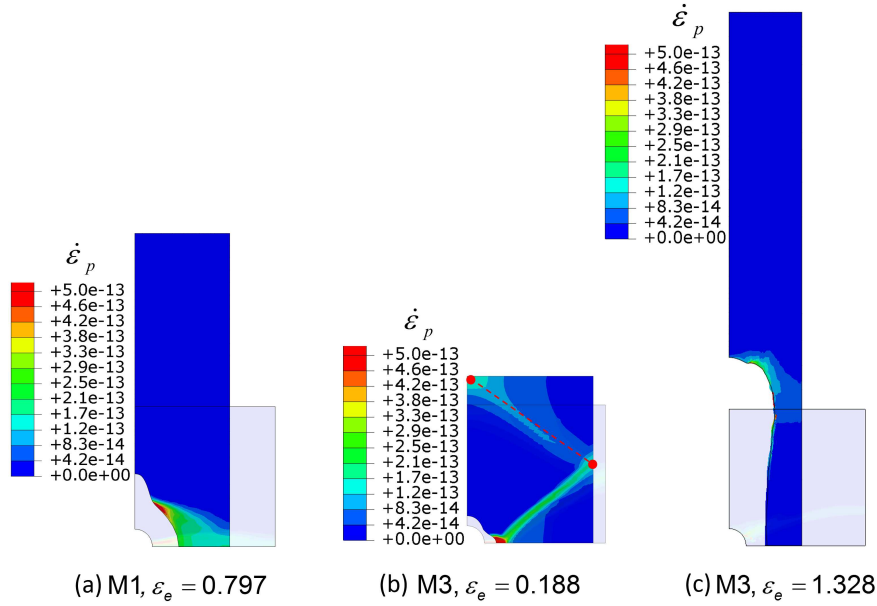 ε̇ₚ
+5.0e-13
+4.6e-13
+4.2e-13
+3.8e-13
+3.3e-13
+2.9e-13
+2.5e-13
+2.1e-13
+1.7e-13
+1.2e-13
+8.3e-14
+4.2e-14
+0.0e+00
(a) M1, εₑ = 0.797
ε̇ₚ
+5.0e-13
+4.6e-13
+4.2e-13
+3.8e-13
+3.3e-13
+2.9e-13
+2.5e-13
+2.1e-13
+1.7e-13
+1.2e-13
+8.3e-14
+4.2e-14
+0.0e+00
(b) M3, εₑ = 0.188
ε̇ₚ
+5.0e-13
+4.6e-13
+4.2e-13
+3.8e-13
+3.3e-13
+2.9e-13
+2.5e-13
+2.1e-13
+1.7e-13
+1.2e-13
+8.3e-14
+4.2e-14
+0.0e+00
(c) M3, εₑ = 1.328